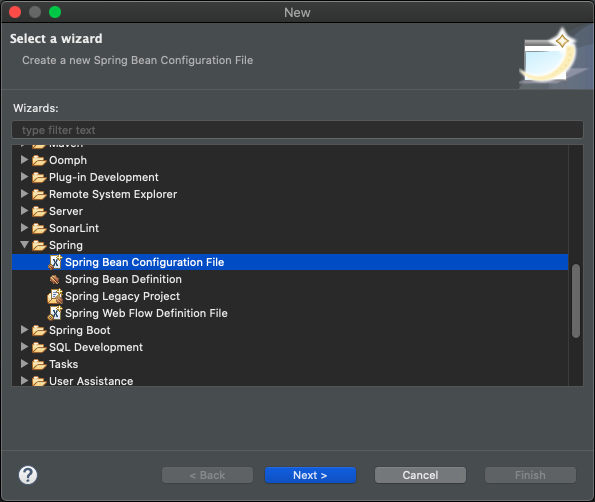 New
Select a wizard
Create a new Spring Bean Configuration File
Wizards:
type filter text
Maven
Oomph
Plug-in Development
Remote System Explorer
Server
SonarLint
Spring
Spring Bean Configuration File
Spring Bean Definition
Spring Legacy Project
Spring Web Flow Definition File
Spring Boot
SQL Development
Tasks
User Assistance
? < Back Next > Cancel Finish